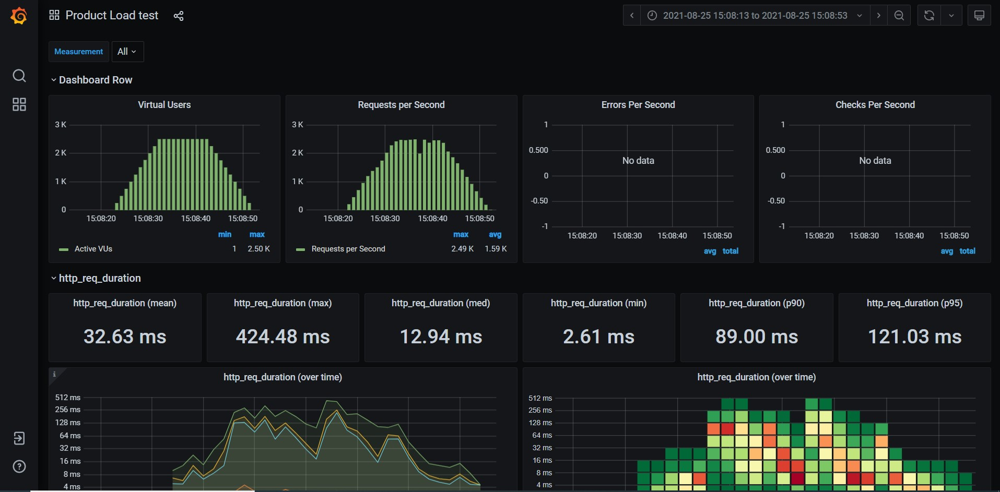 Product Load test
2021-08-25 15:08:13 to 2021-08-25 15:08:53
Measurement All
Dashboard Row
Virtual Users
3 K
2 K
1 K
0
15:08:20 15:08:30 15:08:40 15:08:50
min max
Active VUs 1 2.50 K
Requests per Second
3 K
2 K
1 K
0
15:08:20 15:08:30 15:08:40 15:08:50
max avg
Requests per Second 2.49 K 1.59 K
Errors Per Second
1
0.500
No data
0
-0.50
-1
15:08:20 15:08:30 15:08:40 15:08:50
avg total
Checks Per Second
1
0.500
No data
0
-0.50
-1
15:08:20 15:08:30 15:08:40 15:08:50
avg total
http_req_duration
http_req_duration (mean)
32.63 ms
http_req_duration (max)
424.48 ms
http_req_duration (med)
12.94 ms
http_req_duration (min)
2.61 ms
http_req_duration (p90)
89.00 ms
http_req_duration (p95)
121.03 ms
http_req_duration (over time)
512 ms
256 ms
128 ms
64 ms
32 ms
16 ms
8 ms
4 ms
http_req_duration (over time)
512 ms
256 ms
128 ms
64 ms
32 ms
16 ms
8 ms
4 ms